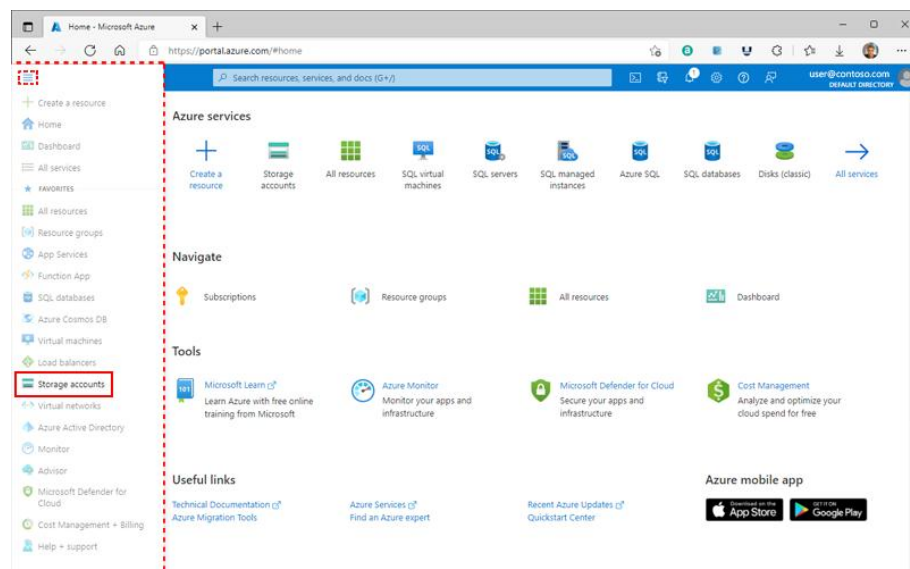 Home - Microsoft Azure
https://portal.azure.com/#home
Search resources, services, and docs (G+/)
1
user@contoso.com
DEFAULT DIRECTORY
Create a resource
Home
Dashboard
All services
FAVORITES
All resources
Resource groups
App Services
Function App
SQL databases
Azure Cosmos DB
Virtual machines
Load balancers
Storage accounts
Virtual networks
Azure Active Directory
Monitor
Advisor
Microsoft Defender for
Cloud
Cost Management + Billing
Help + support
Azure services
Create a
resource
Storage
accounts
All resources
SQL
SQL virtual
machines
SQL
SQL servers
SQL
SQL managed
instances
SQL
Azure SQL
SQL
SQL databases
Disks (classic)
All services
Navigate
Subscriptions
Resource groups
All resources
Dashboard
Tools
101
Microsoft Learn
Learn Azure with free online
training from Microsoft
Azure Monitor
Monitor your apps and
infrastructure
Microsoft Defender for Cloud
Secure your apps and
infrastructure
$
Cost Management
Analyze and optimize your
cloud spend for free
Useful links
Technical Documentation
Azure Services
Recent Azure Updates
Azure Migration Tools
Find an Azure expert
Quickstart Center
Azure mobile app
Download on the
App Store
GET IT ON
Google Play